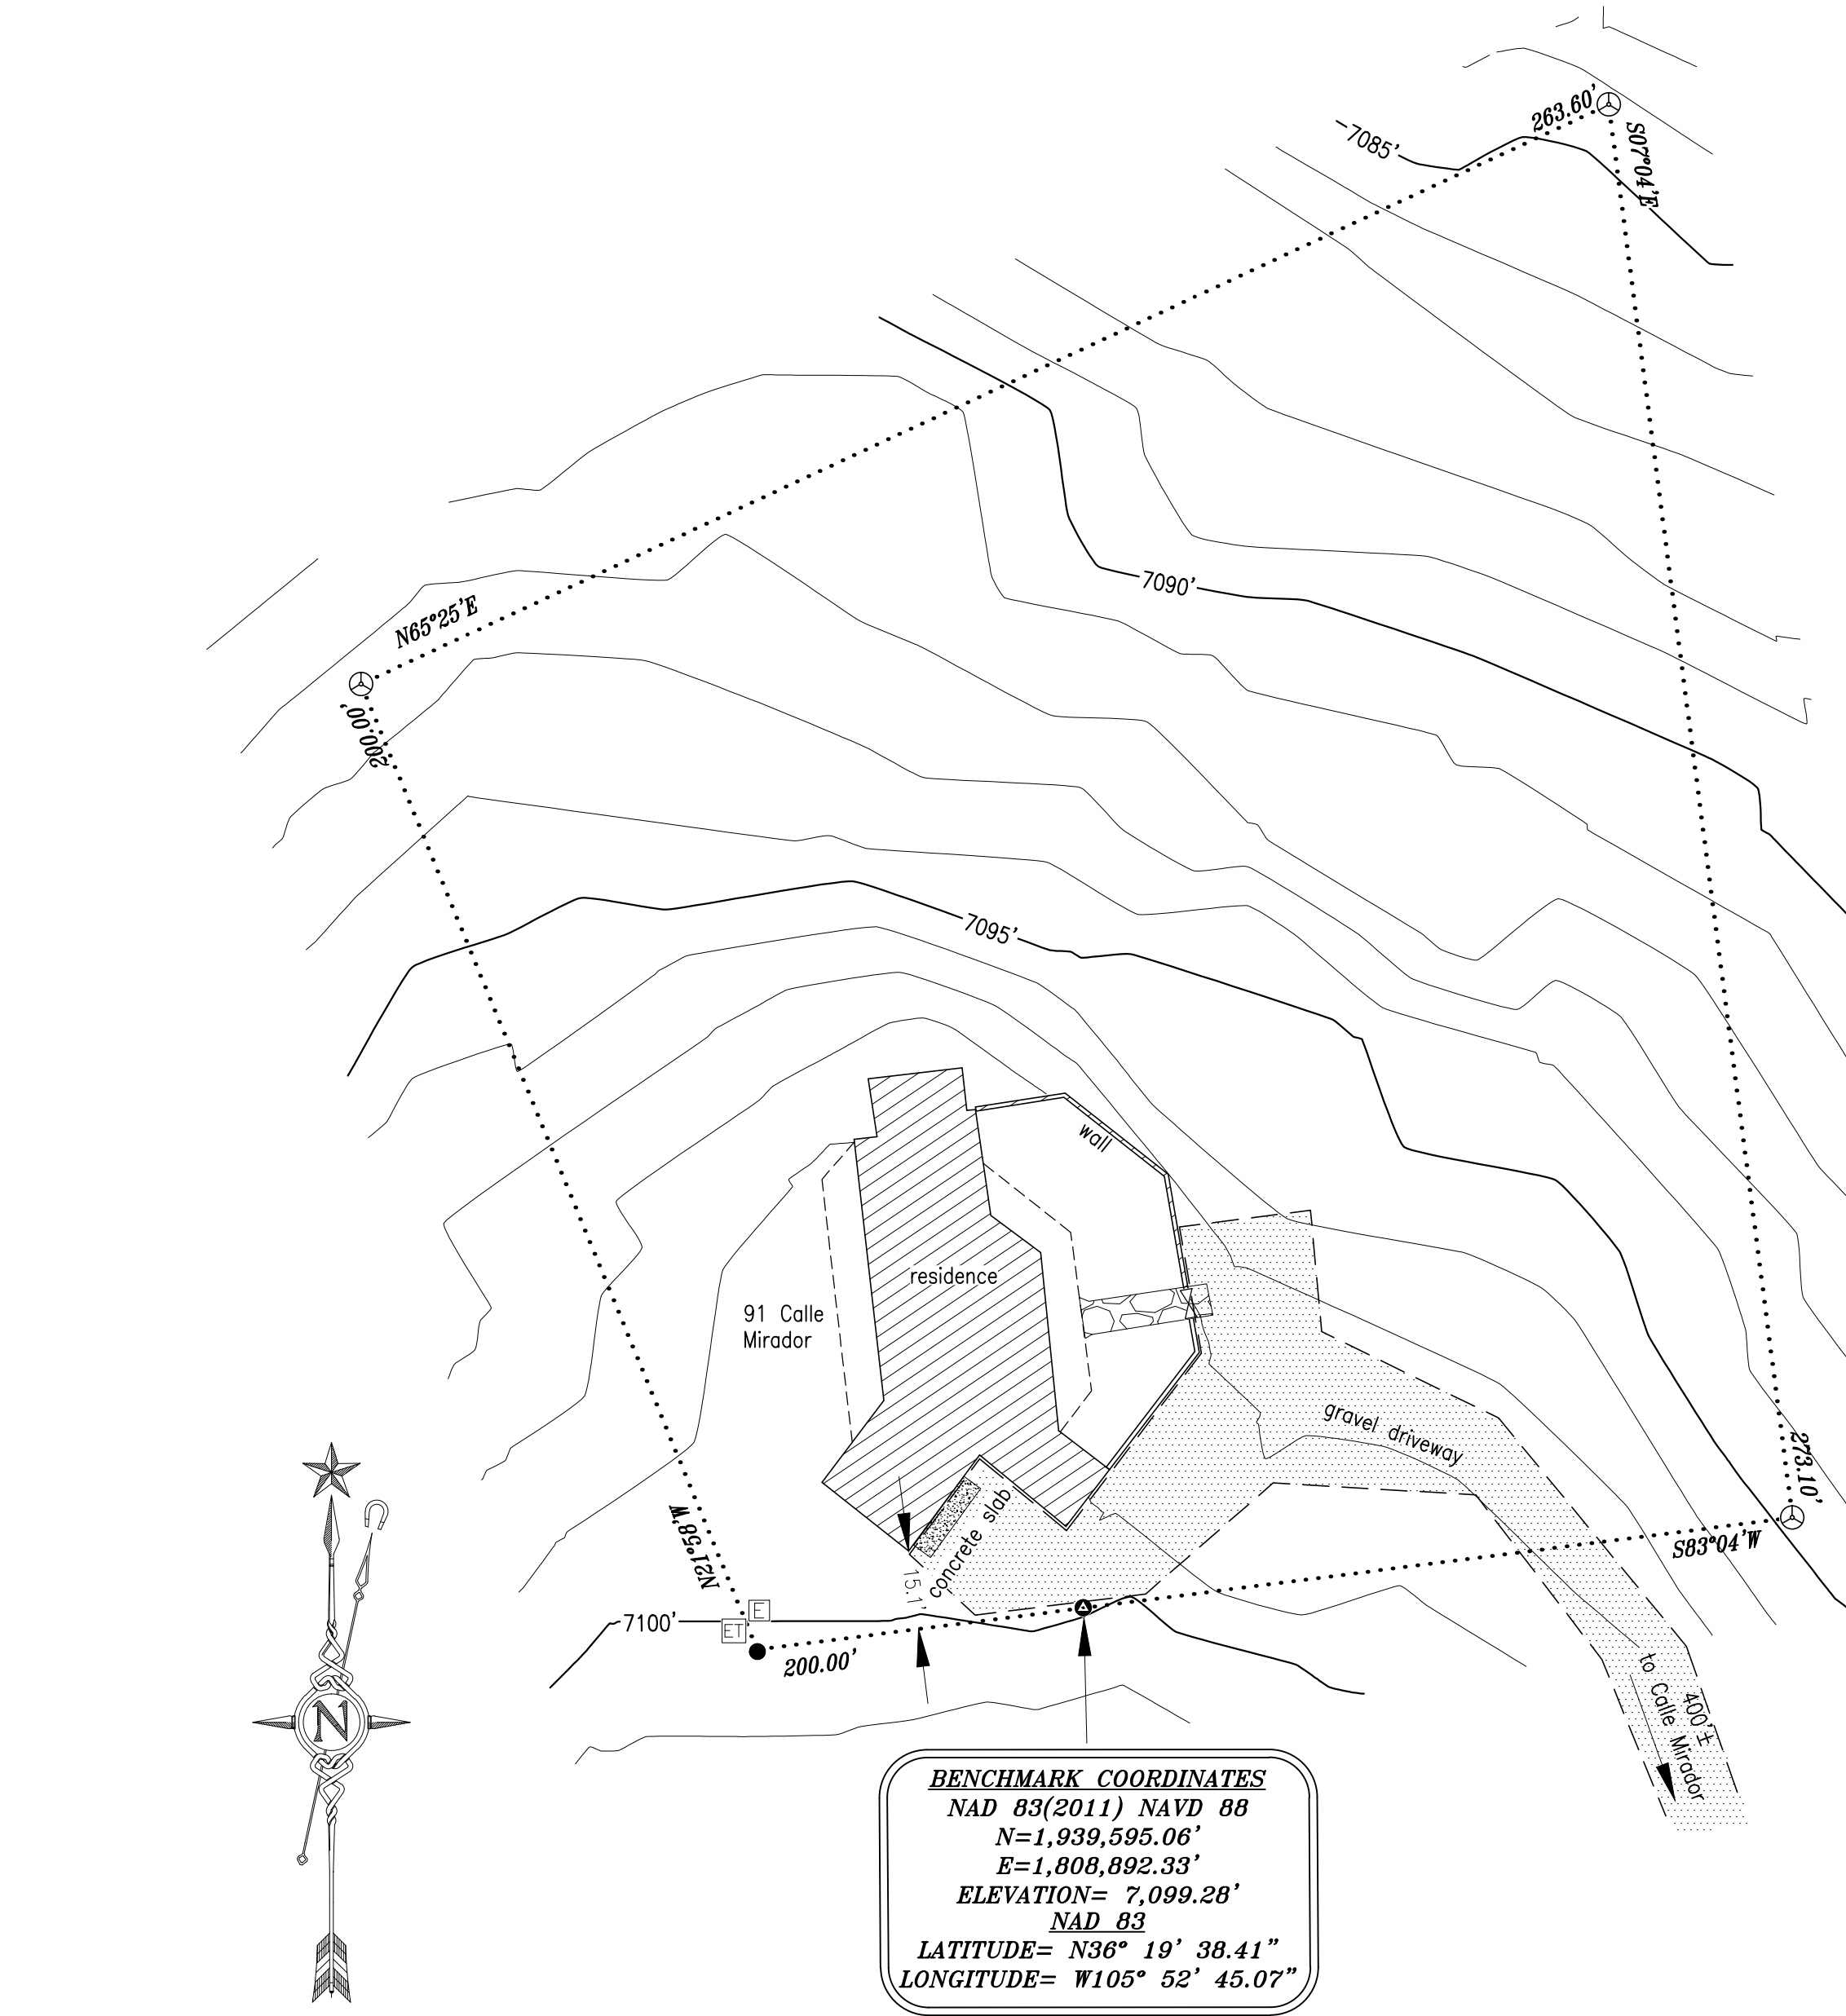 263.60'
S07°04'E
7085'
7090'
N65°25'E
200.00'
7095'
wall
residence
91 Calle
Mirador
gravel driveway
273.10'
concrete slab
S83°04'W
N21°58'W
15.1'
E
7100'
ET
200.00'
to Calle Mirador
400'±
N
BENCHMARK COORDINATES
NAD 83(2011) NAVD 88
N=1,939,595.06'
E=1,808,892.33'
ELEVATION= 7,099.28'
NAD 83
LATITUDE= N36° 19' 38.41"
LONGITUDE= W105° 52' 45.07"